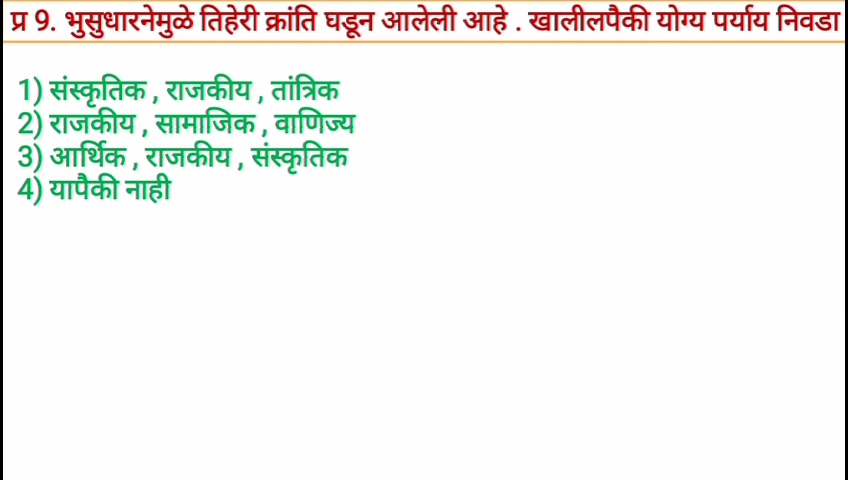 प्र 9. भुसुधारनेमुळे तिहेरी क्रांति घडून आलेली आहे . खालीलपैकी योग्य पर्याय निवडा
1) संस्कृतिक , राजकीय , तांत्रिक
2) राजकीय , सामाजिक , वाणिज्य
3) आर्थिक , राजकीय , संस्कृतिक
4) यापैकी नाही